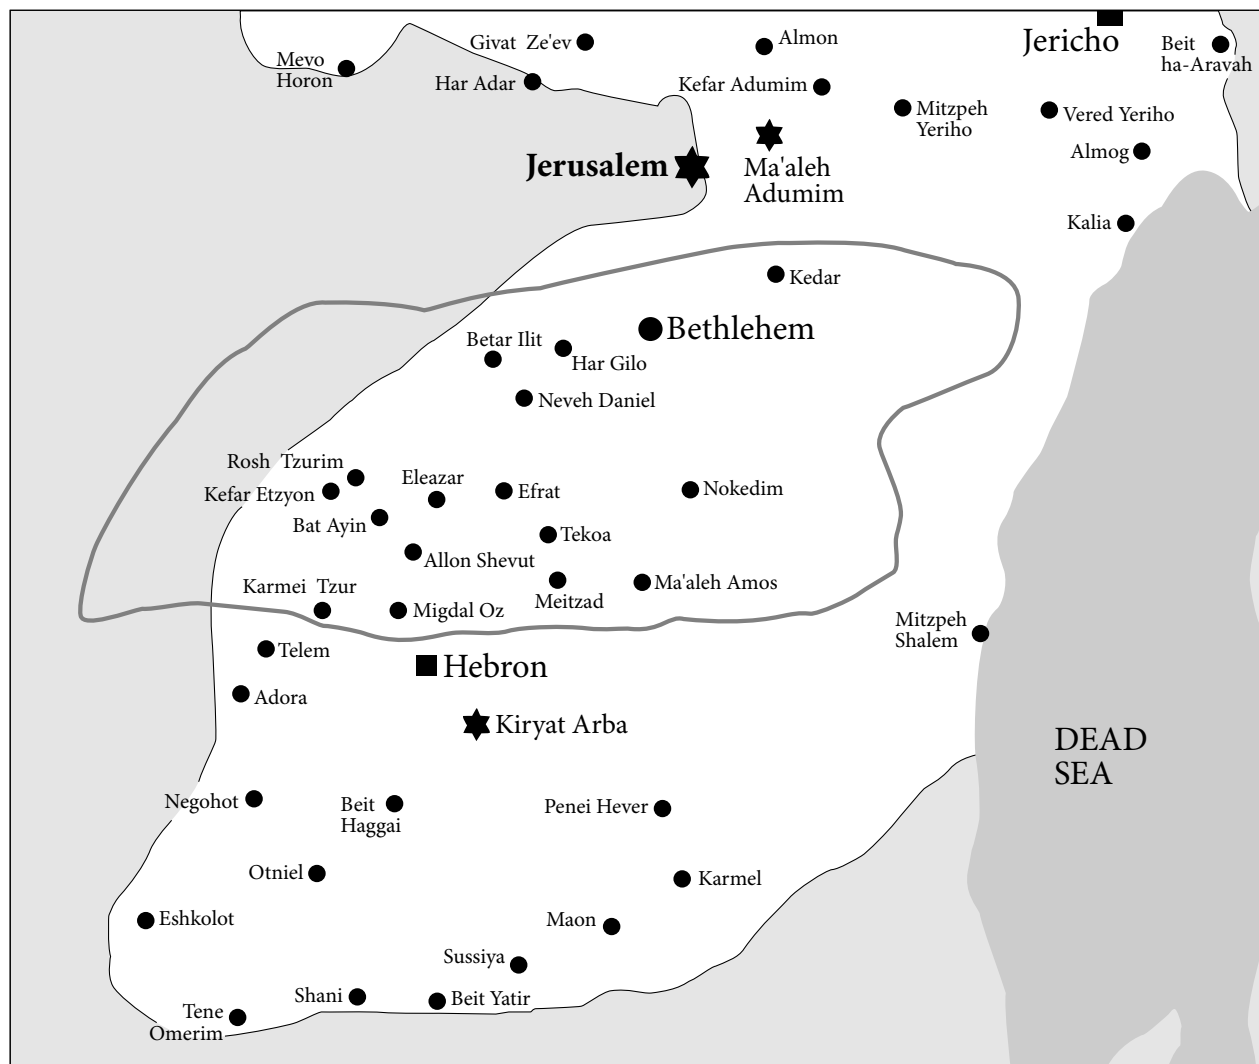 Givat Ze'ev
Almon
Jericho
Beit
ha-Aravah
Mevo
Horon
Har Adar
Kefar Adumim
Mitzpeh
Yeriho
Vered Yeriho
Almog
Jerusalem
Ma'aleh
Adumim
Kalia
Kedar
Bethlehem
Betar Ilit
Har Gilo
Neveh Daniel
Rosh Tzurim
Kefar Etzyon
Eleazar
Efrat
Nokedim
Bat Ayin
Tekoa
Allon Shevut
Karmei Tzur
Meitzad
Ma'aleh Amos
Migdal Oz
Mitzpeh
Shalem
Telem
Hebron
Adora
Kiryat Arba
DEAD
SEA
Negohot
Beit
Haggai
Penei Hever
Otniel
Karmel
Eshkolot
Maon
Sussiya
Shani
Beit Yatir
Tene
Omerim